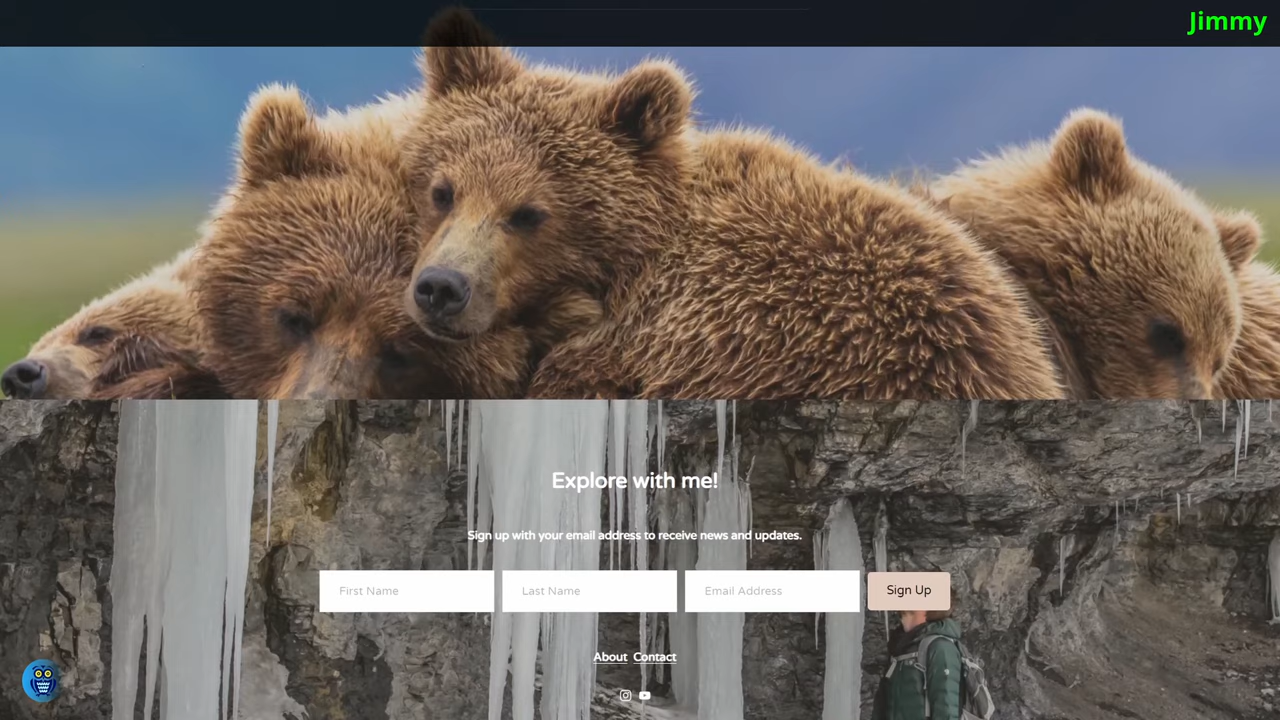 Jimmy
Explore with me!
Sign up with your email address to receive news and updates.
First Name
Last Name
Email Address
Sign Up
About Contact